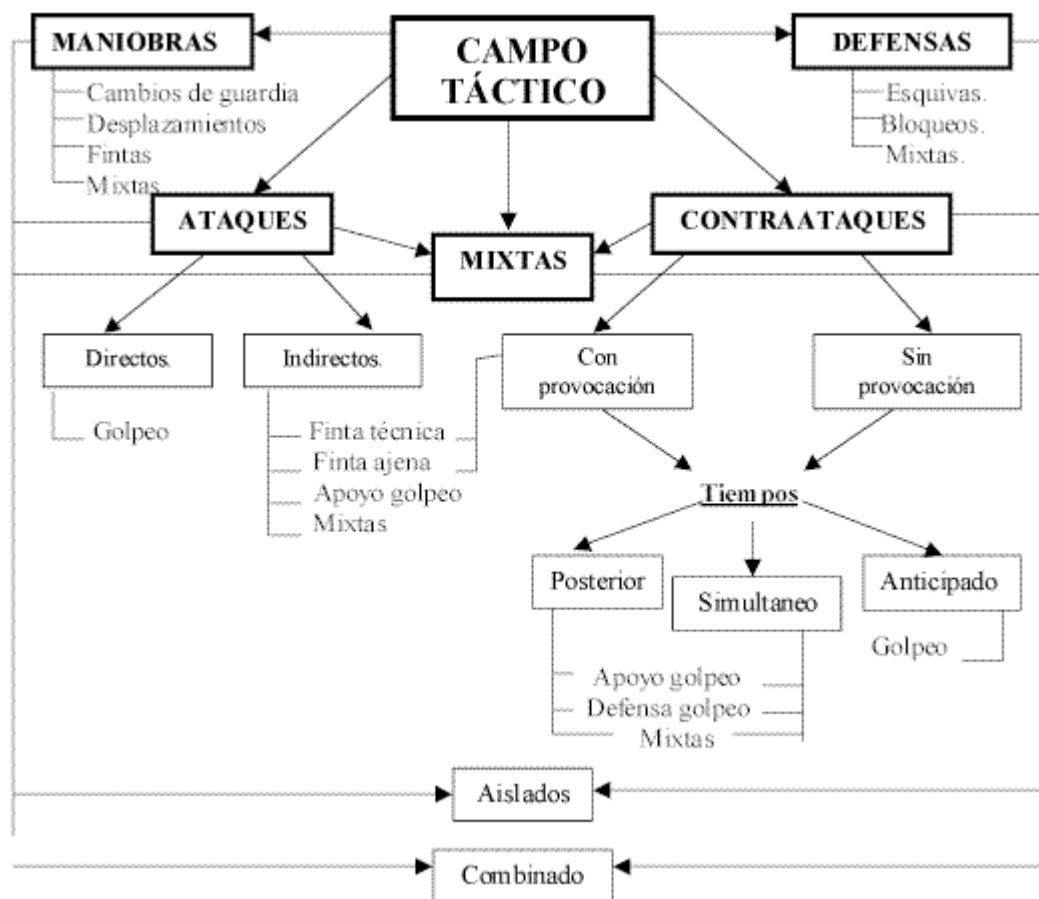 MANIOBRAS
CAMPO
TÁCTICO
DEFENSAS
Cambios de guardia
Desplazamientos
Fintas
Mixtas
Esquivas.
Bloqueos.
Mixtas.
ATAQUES
MIXTAS
CONTRAATAQUES
Directos.
Indirectos.
Con
provocación
Sin
provocación
Golpeo
Finta técnica
Finta ajena
Apoyo golpeo
Mixtas
Tiempos
Posterior
Simultaneo
Anticipado
Golpeo
Apoyo golpeo
Defensa golpeo
Mixtas
Aislados
Combinado